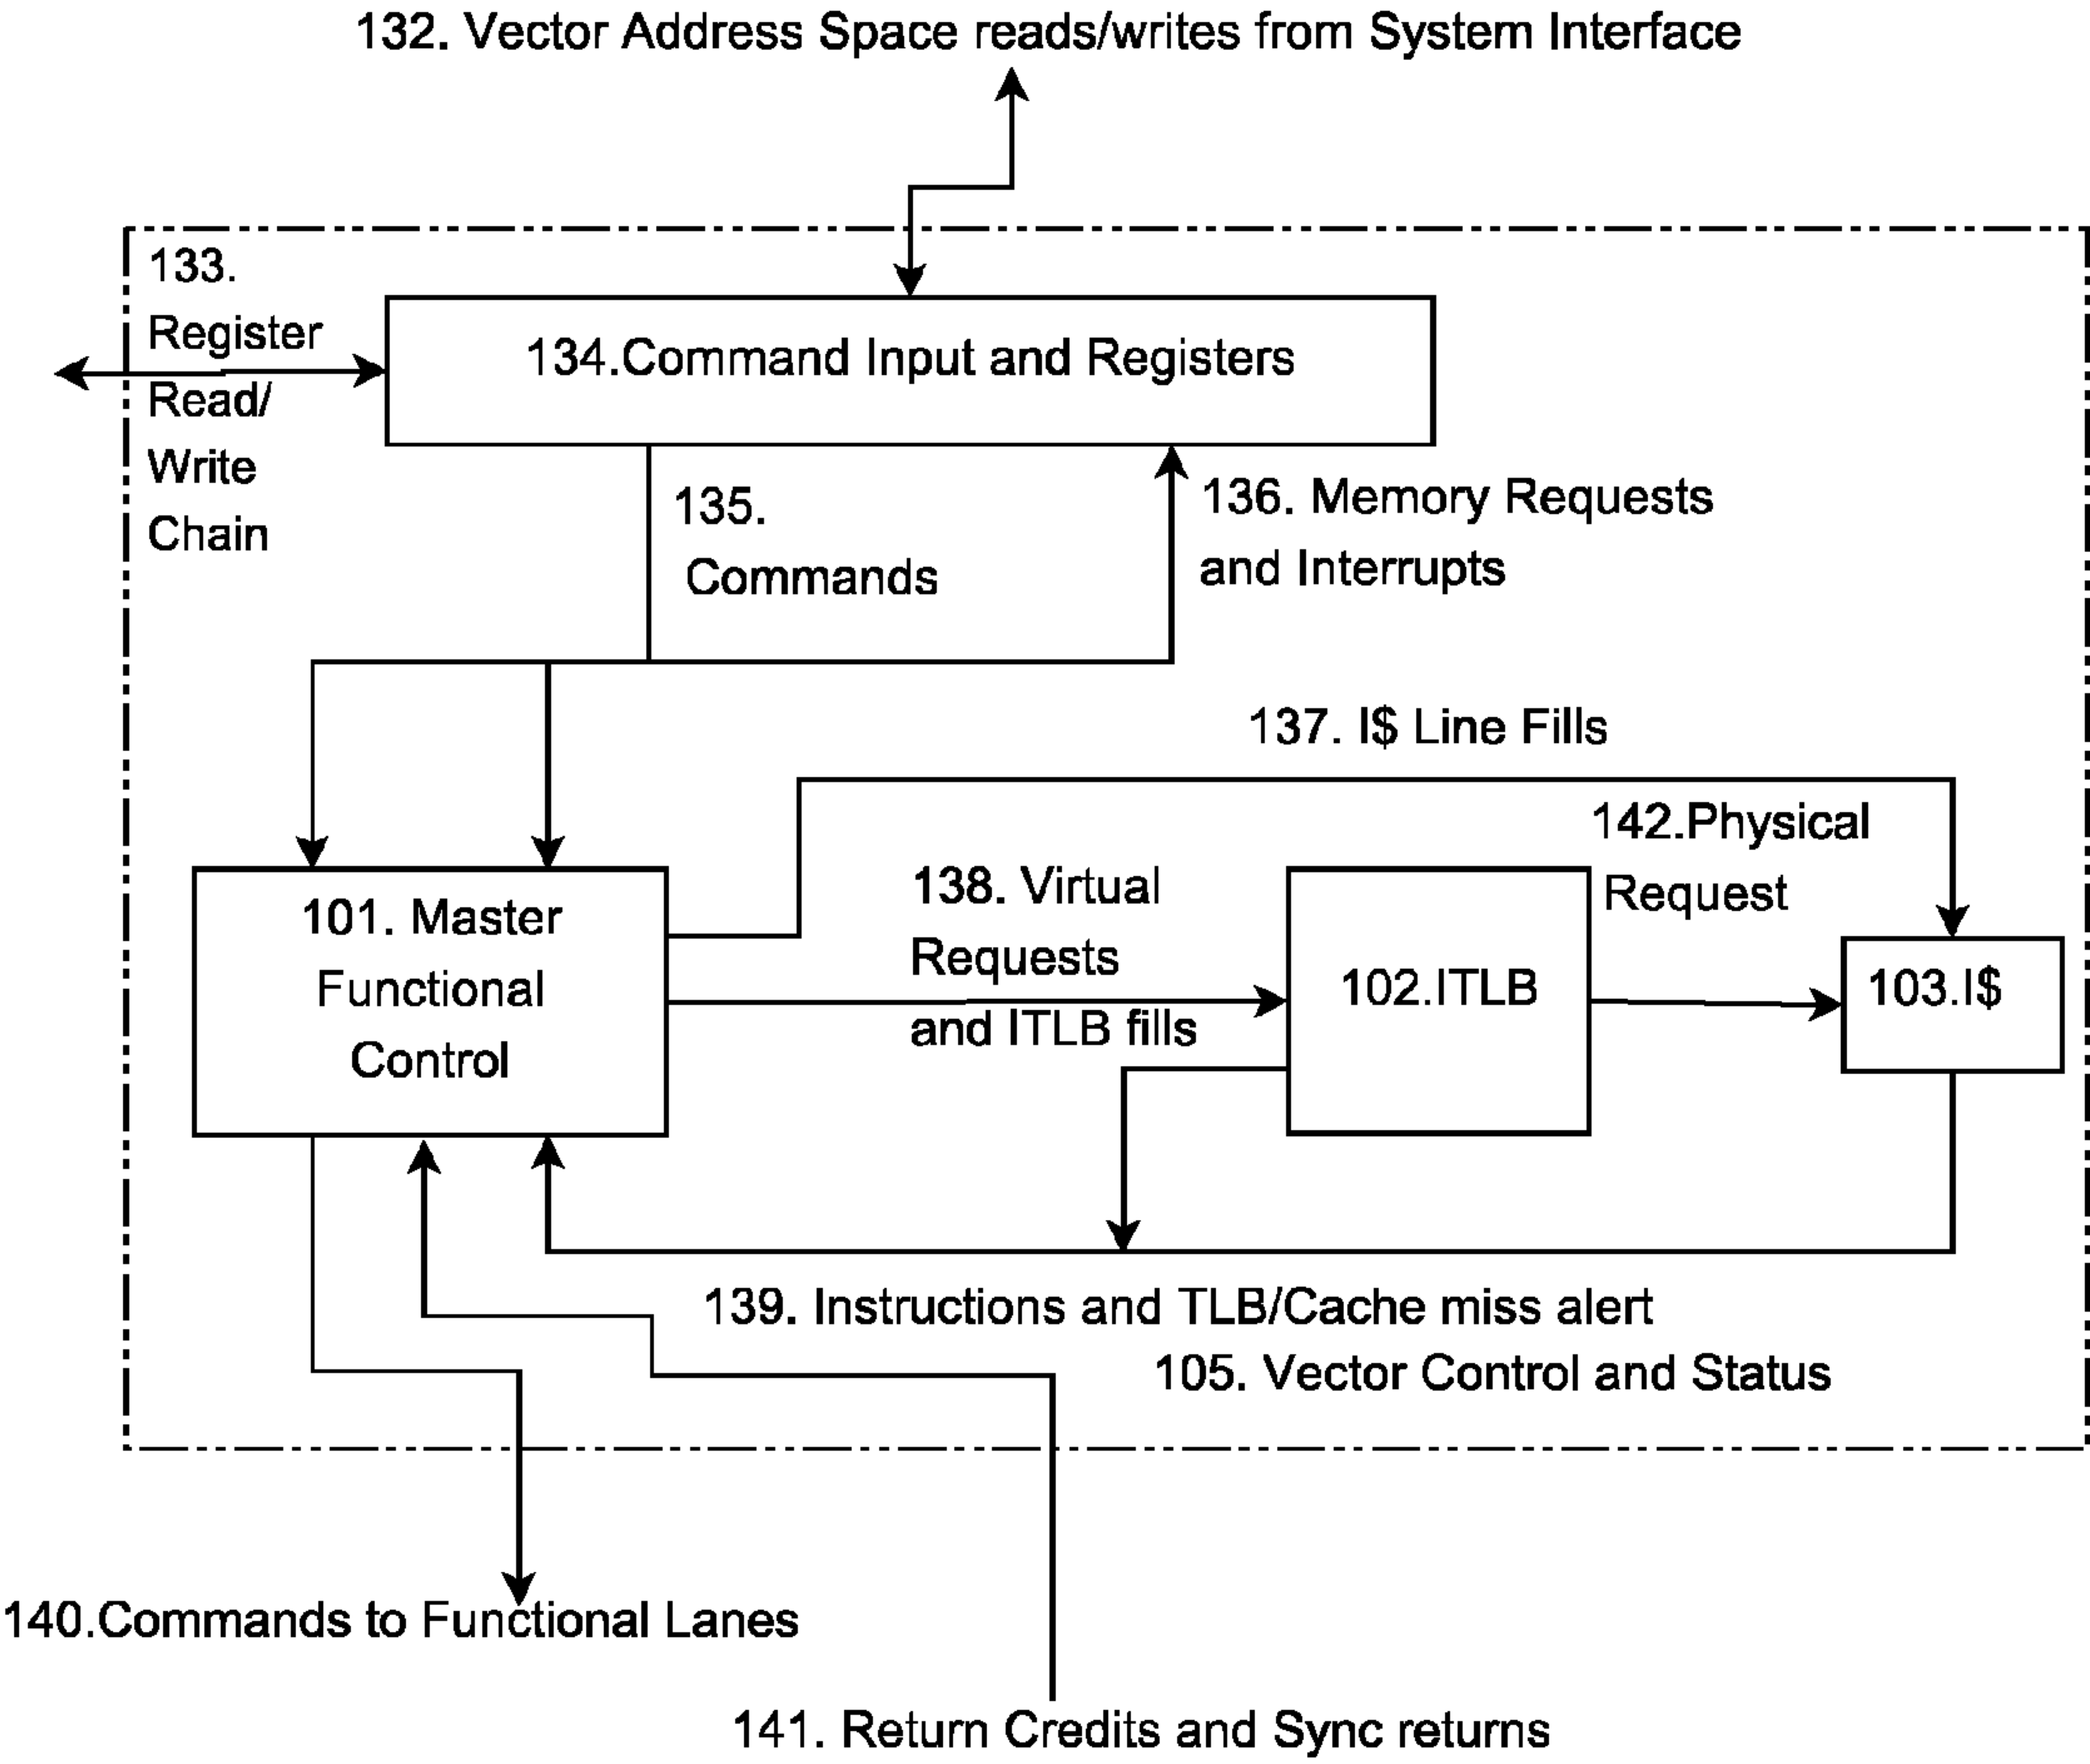 132. Vector Address Space reads/writes from System Interface
133.
Register
Read/
Write
Chain
134.Command Input and Registers
135.
Commands
136. Memory Requests
and Interrupts
137. I$ Line Fills
142.Physical
Request
138. Virtual
Requests
and ITLB fills
101. Master
Functional
Control
102.ITLB
103.I$
139. Instructions and TLB/Cache miss alert
105. Vector Control and Status
140.Commands to Functional Lanes
141. Return Credits and Sync returns